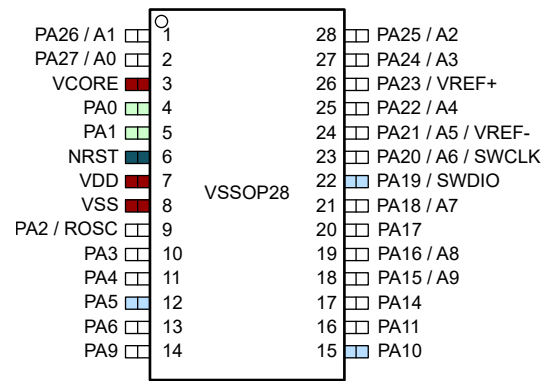 PA26 / A1 1 28 PA25 / A2
PA27 / A0 2 27 PA24 / A3
VCORE 3 26 PA23 / VREF+
PA0 4 25 PA22 / A4
PA1 5 24 PA21 / A5 / VREF-
NRST 6 23 PA20 / A6 / SWCLK
VDD 7 22 PA19 / SWDIO
VSSOP28
VSS 8 21 PA18 / A7
PA2 / ROSC 9 20 PA17
PA3 10 19 PA16 / A8
PA4 11 18 PA15 / A9
PA5 12 17 PA14
PA6 13 16 PA11
PA9 14 15 PA10